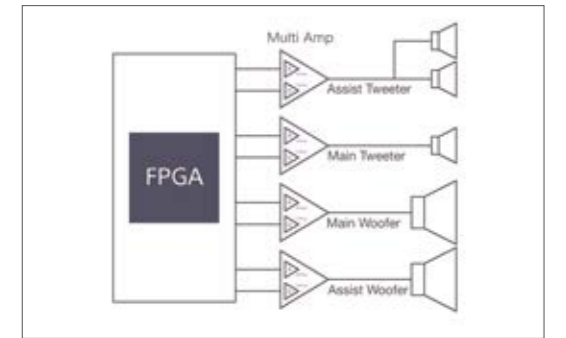 Multi Amp
Assist Tweeter
Main Tweeter
FPGA
Main Woofer
Assist Woofer